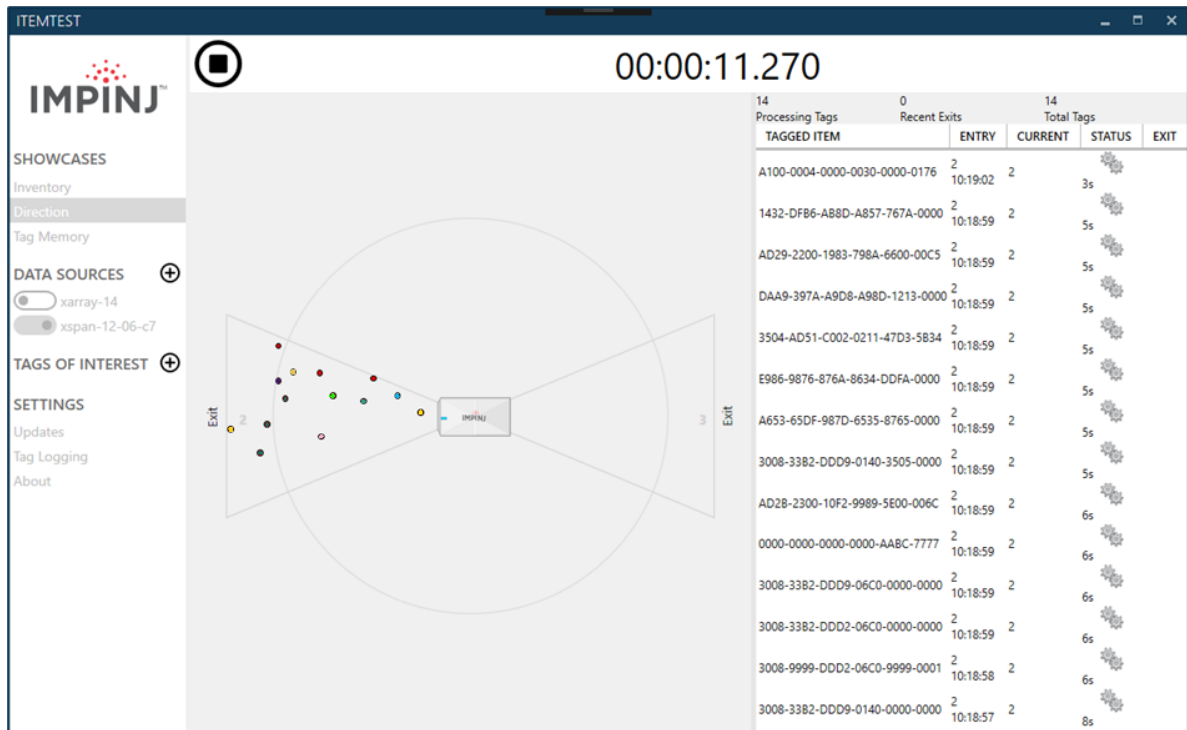 ITEMTEST
IMPINJ™
00:00:11.270
SHOWCASES
Inventory
Direction
Tag Memory
DATA SOURCES
xarray-14
xspan-12-06-c7
TAGS OF INTEREST
SETTINGS
Updates
Tag Logging
About
Exit
2
IMPINJ
3
Exit
14 0 14
Processing Tags Recent Exits Total Tags
TAGGED ITEM ENTRY CURRENT STATUS EXIT
A100-0004-0000-0030-0000-0176 2 10:19:02 2 3s
1432-DFB6-AB8D-A857-767A-0000 2 10:18:59 2 5s
AD29-2200-1983-798A-6600-00C5 2 10:18:59 2 5s
DAA9-397A-A9D8-A98D-1213-0000 2 10:18:59 2 5s
3504-AD51-C002-0211-47D3-5B34 2 10:18:59 2 5s
E986-9876-876A-8634-DDFA-0000 2 10:18:59 2 5s
A653-65DF-987D-6535-8765-0000 2 10:18:59 2 5s
3008-33B2-DDD9-0140-3505-0000 2 10:18:59 2 5s
AD2B-2300-10F2-9989-5E00-006C 2 10:18:59 2 6s
0000-0000-0000-0000-AABC-7777 2 10:18:59 2 6s
3008-33B2-DDD9-06C0-0000-0000 2 10:18:59 2 6s
3008-33B2-DDD2-06C0-0000-0000 2 10:18:59 2 6s
3008-9999-DDD2-06C0-9999-0001 2 10:18:58 2 6s
3008-33B2-DDD9-0140-0000-0000 2 10:18:57 2 8s